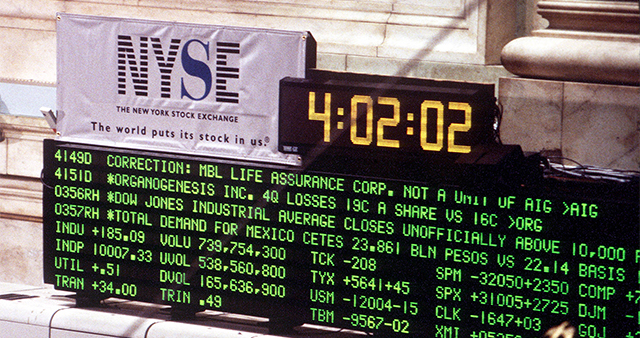 NYSE
THE NEW YORK STOCK EXCHANGE
The world puts its stock in us.®
4:02:02
4149D CORRECTION: MBL LIFE ASSURANCE CORP. NOT A UNIT OF AIG >AIG
4151D *ORGANOGENESIS INC. 4Q LOSSES 19C A SHARE VS 16C >ORG
0356RH *DOW JONES INDUSTRIAL AVERAGE CLOSES UNOFFICIALLY ABOVE 10,000
0357RH *TOTAL DEMAND FOR MEXICO CETES 23.861 BLN PESOS VS 22.14 BASIS
INDU +185.09 VOLU 739,754,300 TCK -208 SPM -32050+2350 COMP
INDP 10007.33 UVOL 538,560,800 TYX +5641+45 SPX +31005+2725 DJM
UTIL +.51 DVOL 165,636,900 USM -12004-15 CLK -1647+03 GOJ
TRAN +34.00 TRIN .49 TBM -9567-02 XMI